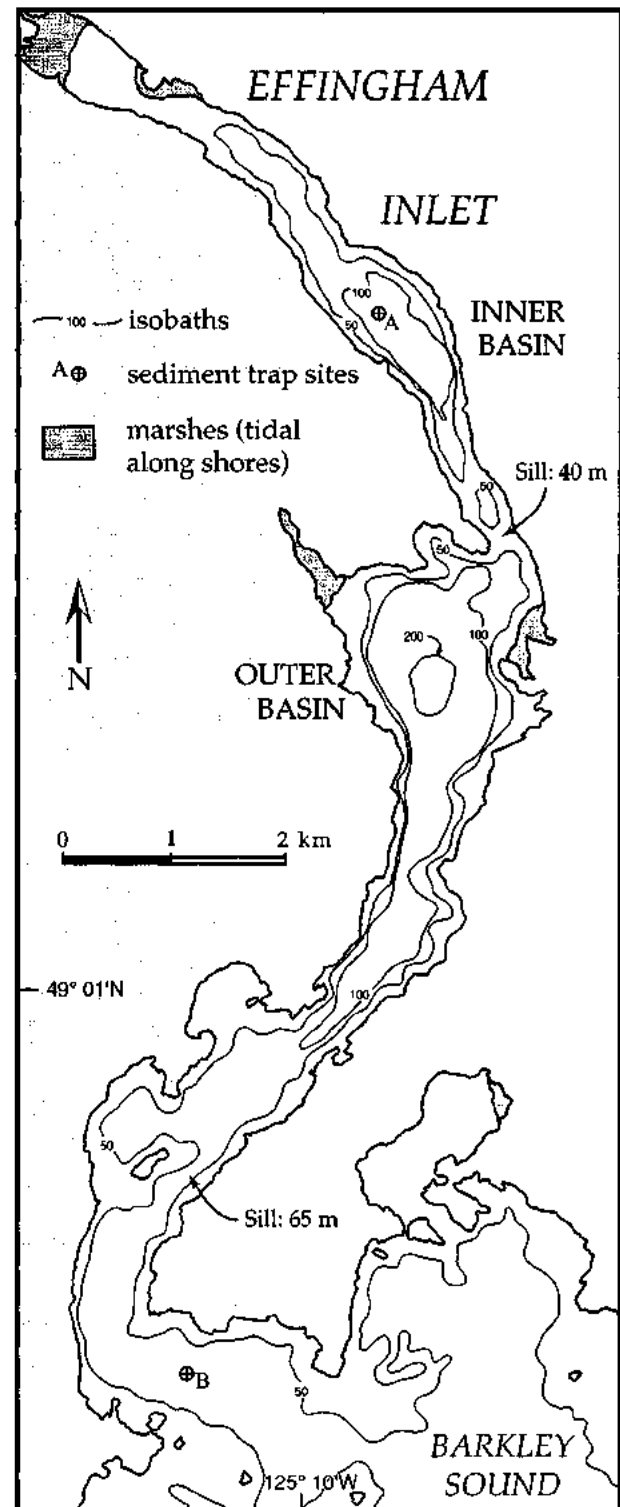 EFFINGHAM
INLET
100
A
50
INNER
BASIN
100 isobaths
A sediment trap sites
marshes (tidal
along shores)
Sill: 40 m
50
50
N
200
100
OUTER
BASIN
0 1 2 km
49° 01'N
100
50
Sill: 65 m
B
50
BARKLEY
SOUND
125° 10'W